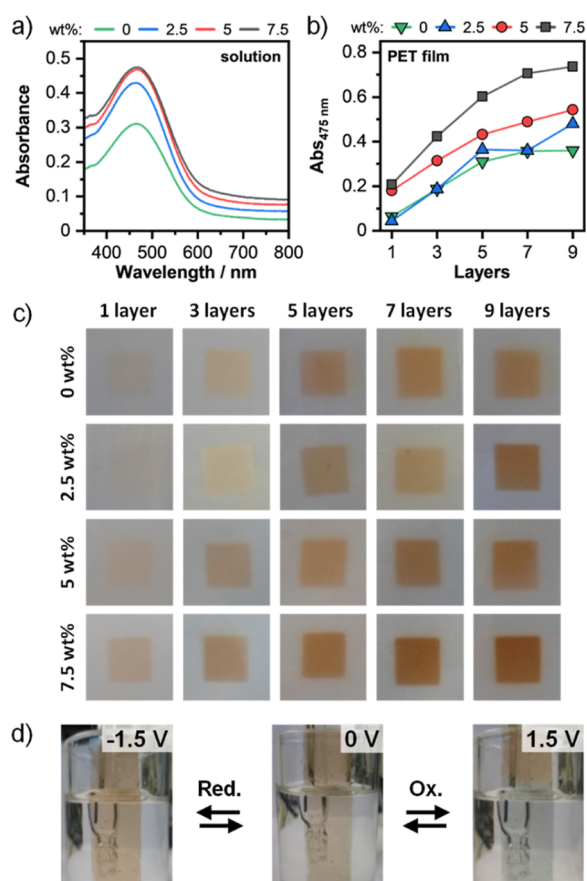 a) wt%: 0 2.5 5 7.5
solution
0.5
0.4
0.3
0.2
0.1
0
Absorbance
400 500 600 700 800
Wavelength / nm
b) wt%: 0 2.5 5 7.5
PET film
0.8
0.6
0.4
0.2
0
Abs475 nm
1 3 5 7 9
Layers
c) 1 layer 3 layers 5 layers 7 layers 9 layers
0 wt%
2.5 wt%
5 wt%
7.5 wt%
d) -1.5 V 0 V 1.5 V
Red. Ox.